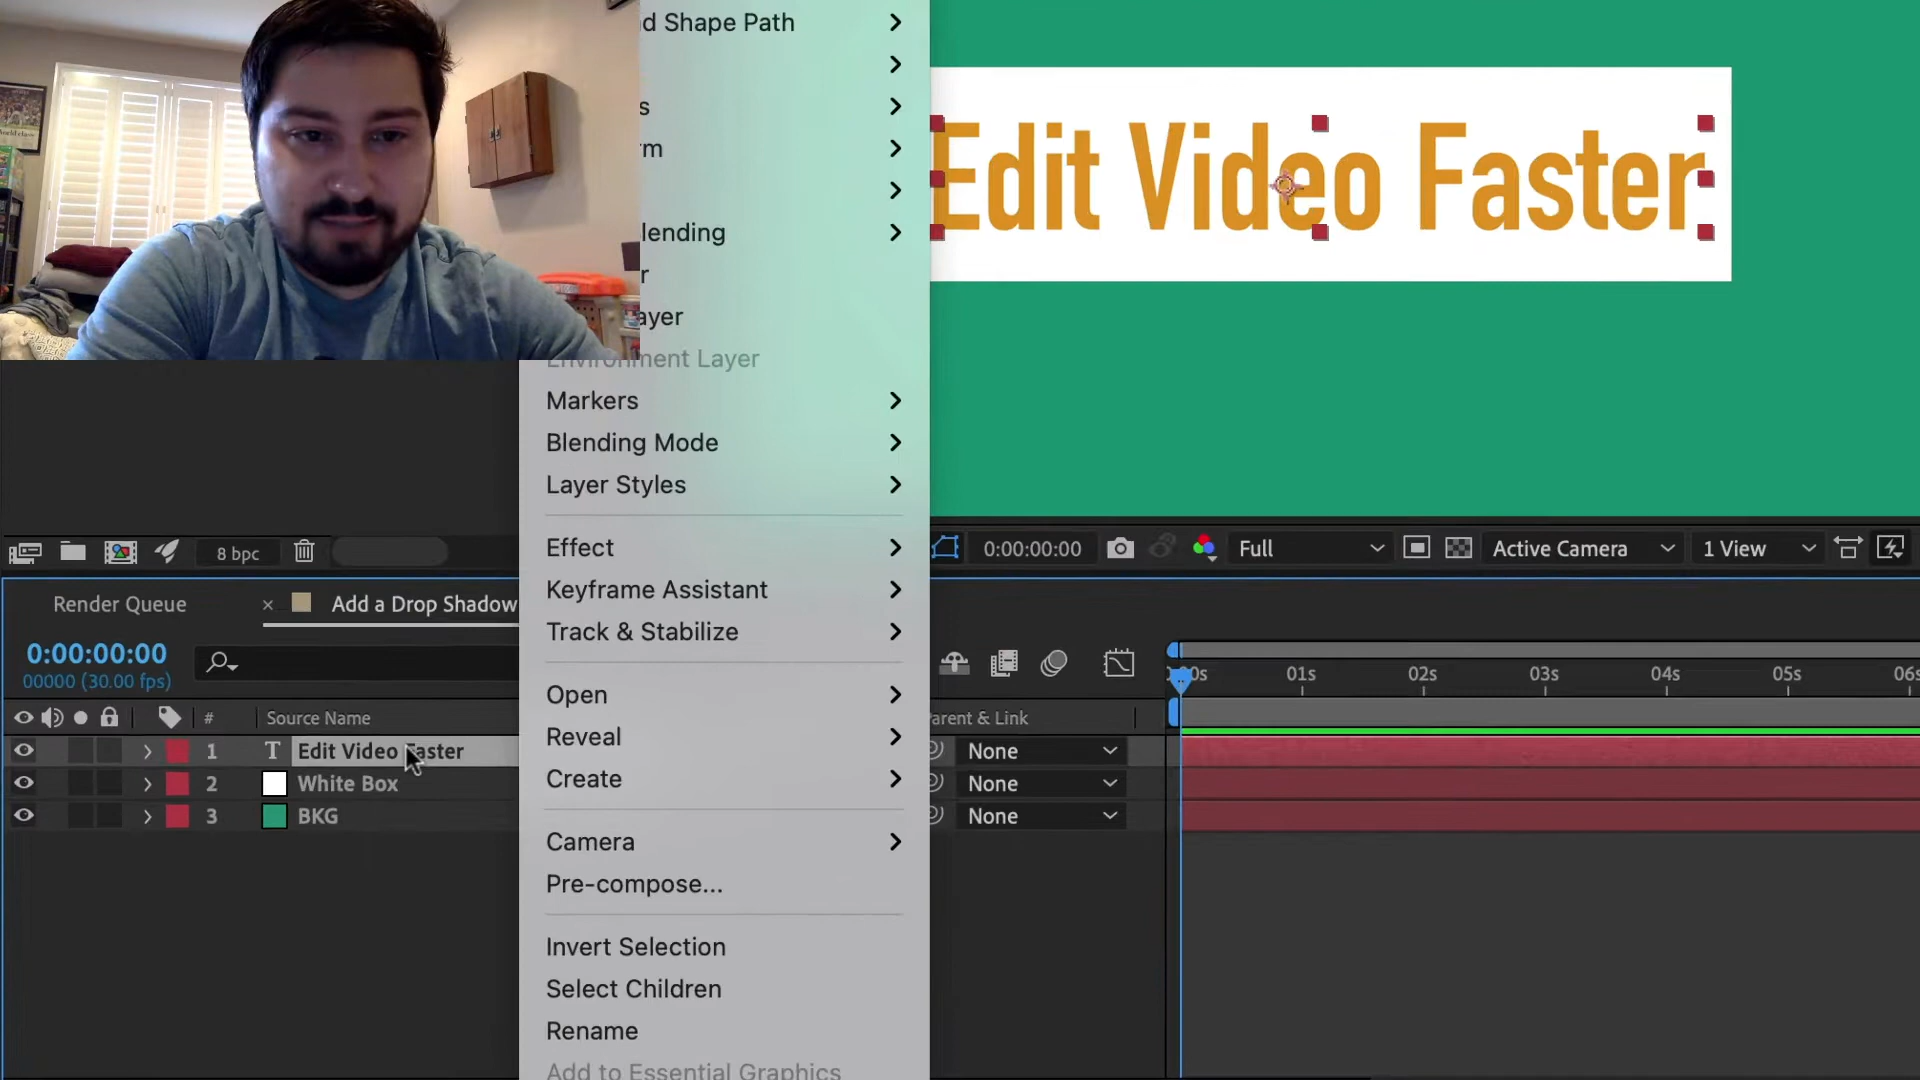 d Shape Path
s
rm
lending
r
ayer
Environment Layer
Markers
Blending Mode
Layer Styles
Effect
Keyframe Assistant
Track & Stabilize
Open
Reveal
Create
Camera
Pre-compose...
Invert Selection
Select Children
Rename
Add to Essential Graphics
Edit Video Faster
8 bpc
0:00:00:00
Full
Active Camera
1 View
Render Queue
× Add a Drop Shadow
0:00:00:00
00000 (30.00 fps)
00s 01s 02s 03s 04s 05s 06s
# Source Name
Parent & Link
1 T Edit Video Faster
None
2 White Box
None
3 BKG
None